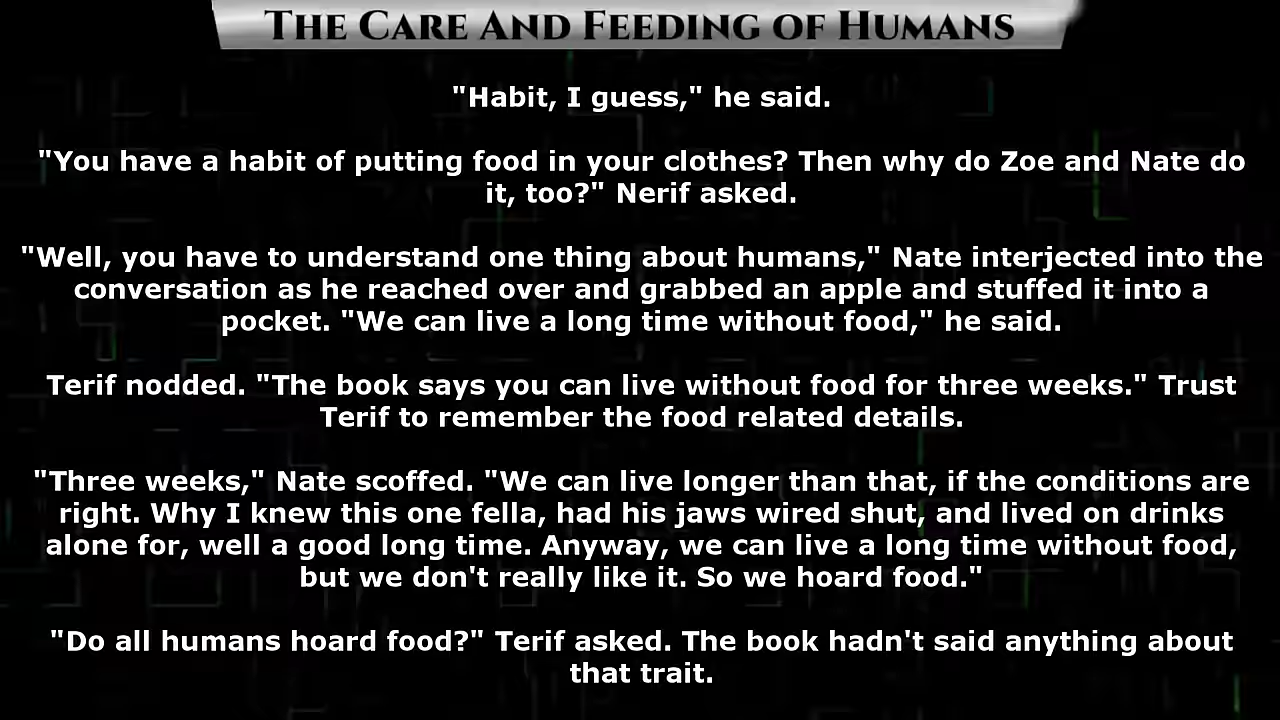 The Care And Feeding of Humans
"Habit, I guess," he said.
"You have a habit of putting food in your clothes? Then why do Zoe and Nate do
it, too?" Nerif asked.
"Well, you have to understand one thing about humans," Nate interjected into the
conversation as he reached over and grabbed an apple and stuffed it into a
pocket. "We can live a long time without food," he said.
Terif nodded. "The book says you can live without food for three weeks." Trust
Terif to remember the food related details.
"Three weeks," Nate scoffed. "We can live longer than that, if the conditions are
right. Why I knew this one fella, had his jaws wired shut, and lived on drinks
alone for, well a good long time. Anyway, we can live a long time without food,
but we don't really like it. So we hoard food."
"Do all humans hoard food?" Terif asked. The book hadn't said anything about
that trait.